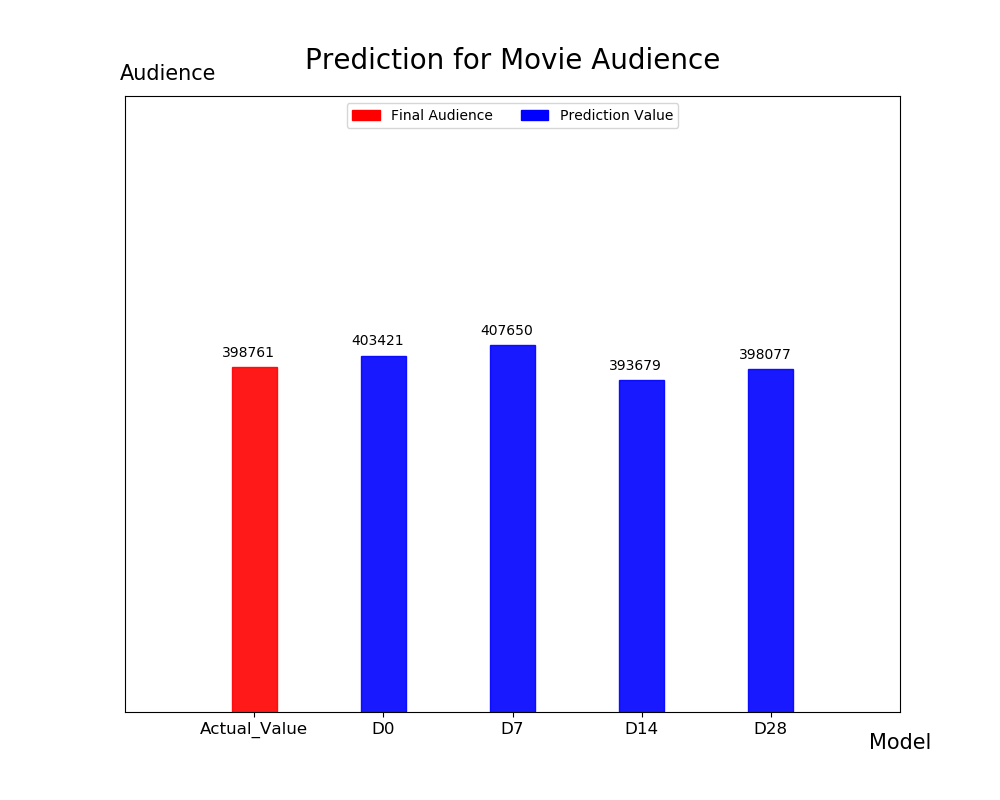 Prediction for Movie Audience
Audience
Final Audience
Prediction Value
398761
403421
407650
393679
398077
Actual_Value
D0
D7
D14
D28
Model